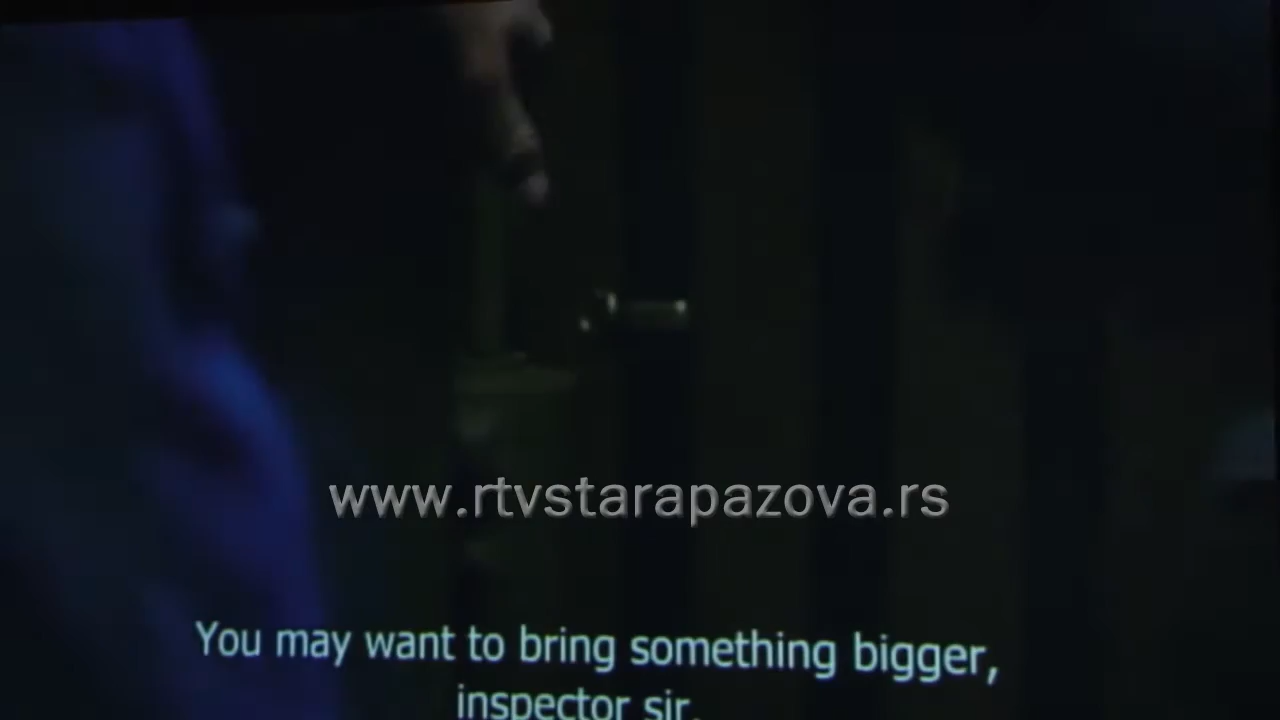 www.rtvstarapazova.rs
You may want to bring something bigger,
inspector sir.